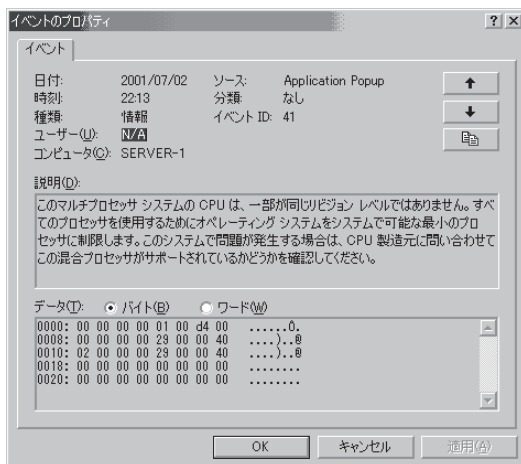 イベントのプロパティ
イベント
日付: 2001/07/02 ソース: Application Popup
時刻: 22:13 分類: なし
種類: 情報 イベント ID: 41
ユーザー(U): N/A
コンピュータ(C): SERVER-1
説明(D):
このマルチプロセッサ システムの CPU は、一部が同じリビジョン レベルではありません。すべ
てのプロセッサを使用するためにオペレーティング システムをシステムで可能な最小のプロ
セッサに制限します。このシステムで問題が発生する場合は、CPU 製造元に問い合わせて
この混合プロセッサがサポートされているかどうかを確認してください。
データ(T): バイト(B) ワード(W)
0000: 00 00 00 00 01 00 d4 00 ......Ô.
0008: 00 00 00 00 29 00 00 40 ....)..@
0010: 02 00 00 00 29 00 00 40 ....)..@
0018: 00 00 00 00 00 00 00 00 ........
0020: 00 00 00 00 00 00 00 00 ........
OK キャンセル 適用(A)